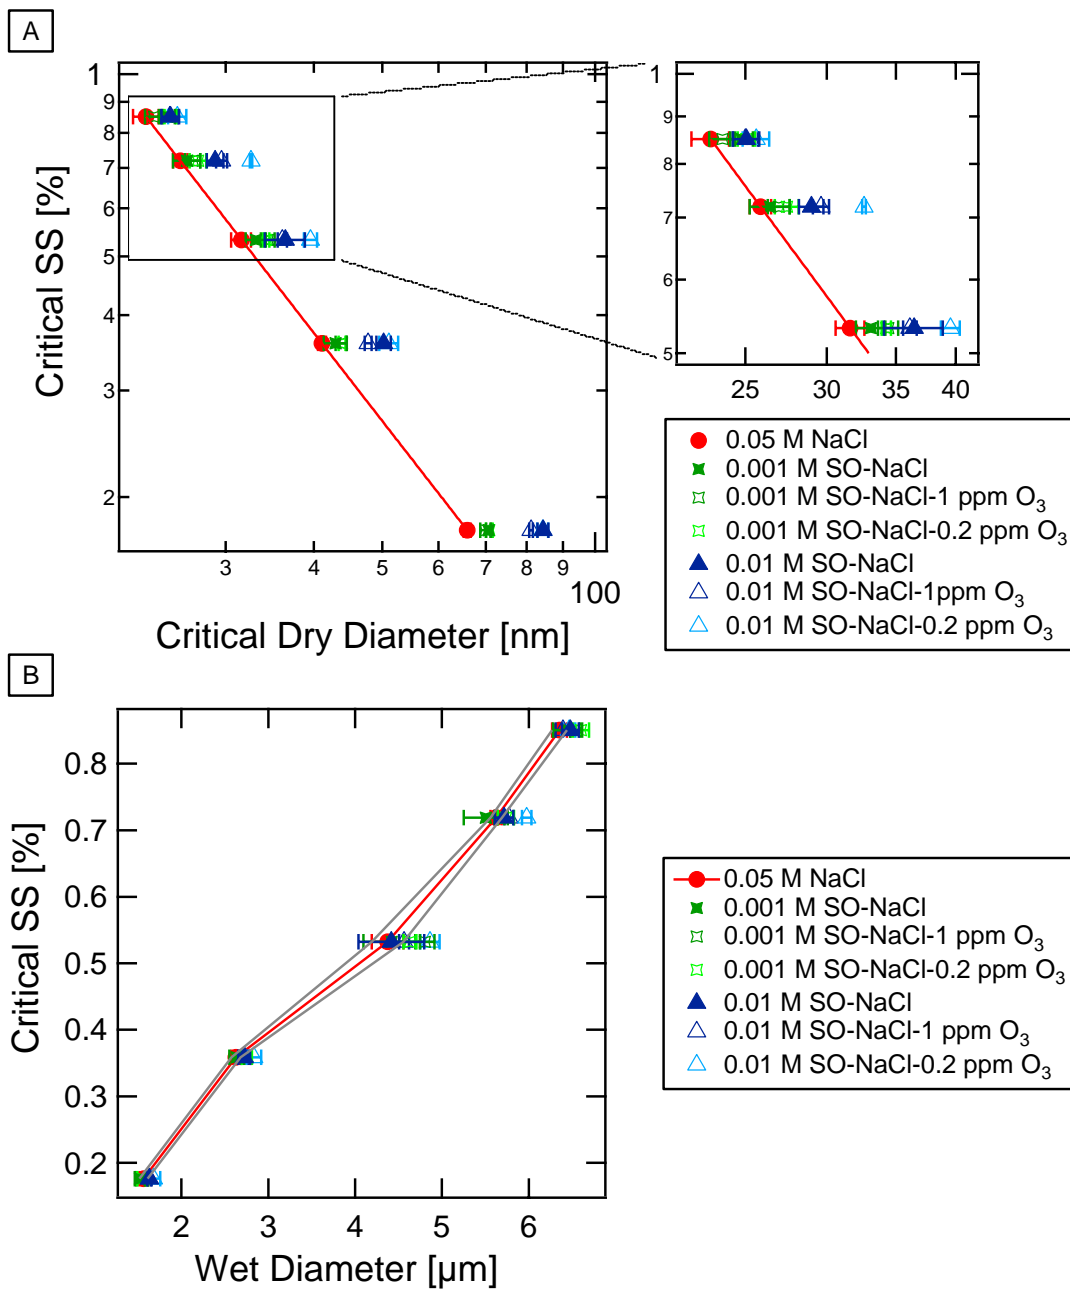 A
1
9
8
7
6
5
4
3
2
Critical SS [%]
3
4
5
6
7
8
9
100
Critical Dry Diameter [nm]
1
9
8
7
6
5
25
30
35
40
0.05 M NaCl
0.001 M SO-NaCl
0.001 M SO-NaCl-1 ppm O3
0.001 M SO-NaCl-0.2 ppm O3
0.01 M SO-NaCl
0.01 M SO-NaCl-1ppm O3
0.01 M SO-NaCl-0.2 ppm O3
B
0.8
0.7
0.6
0.5
0.4
0.3
0.2
Critical SS [%]
2
3
4
5
6
Wet Diameter [µm]
0.05 M NaCl
0.001 M SO-NaCl
0.001 M SO-NaCl-1 ppm O3
0.001 M SO-NaCl-0.2 ppm O3
0.01 M SO-NaCl
0.01 M SO-NaCl-1 ppm O3
0.01 M SO-NaCl-0.2 ppm O3